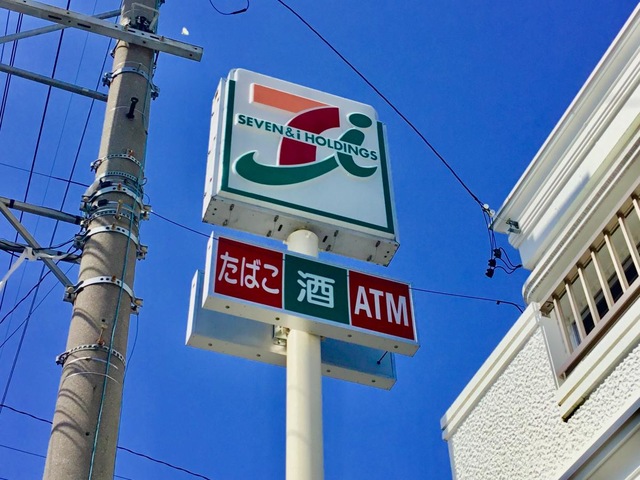 SEVEN & i HOLDINGS
たばこ 酒 ATM